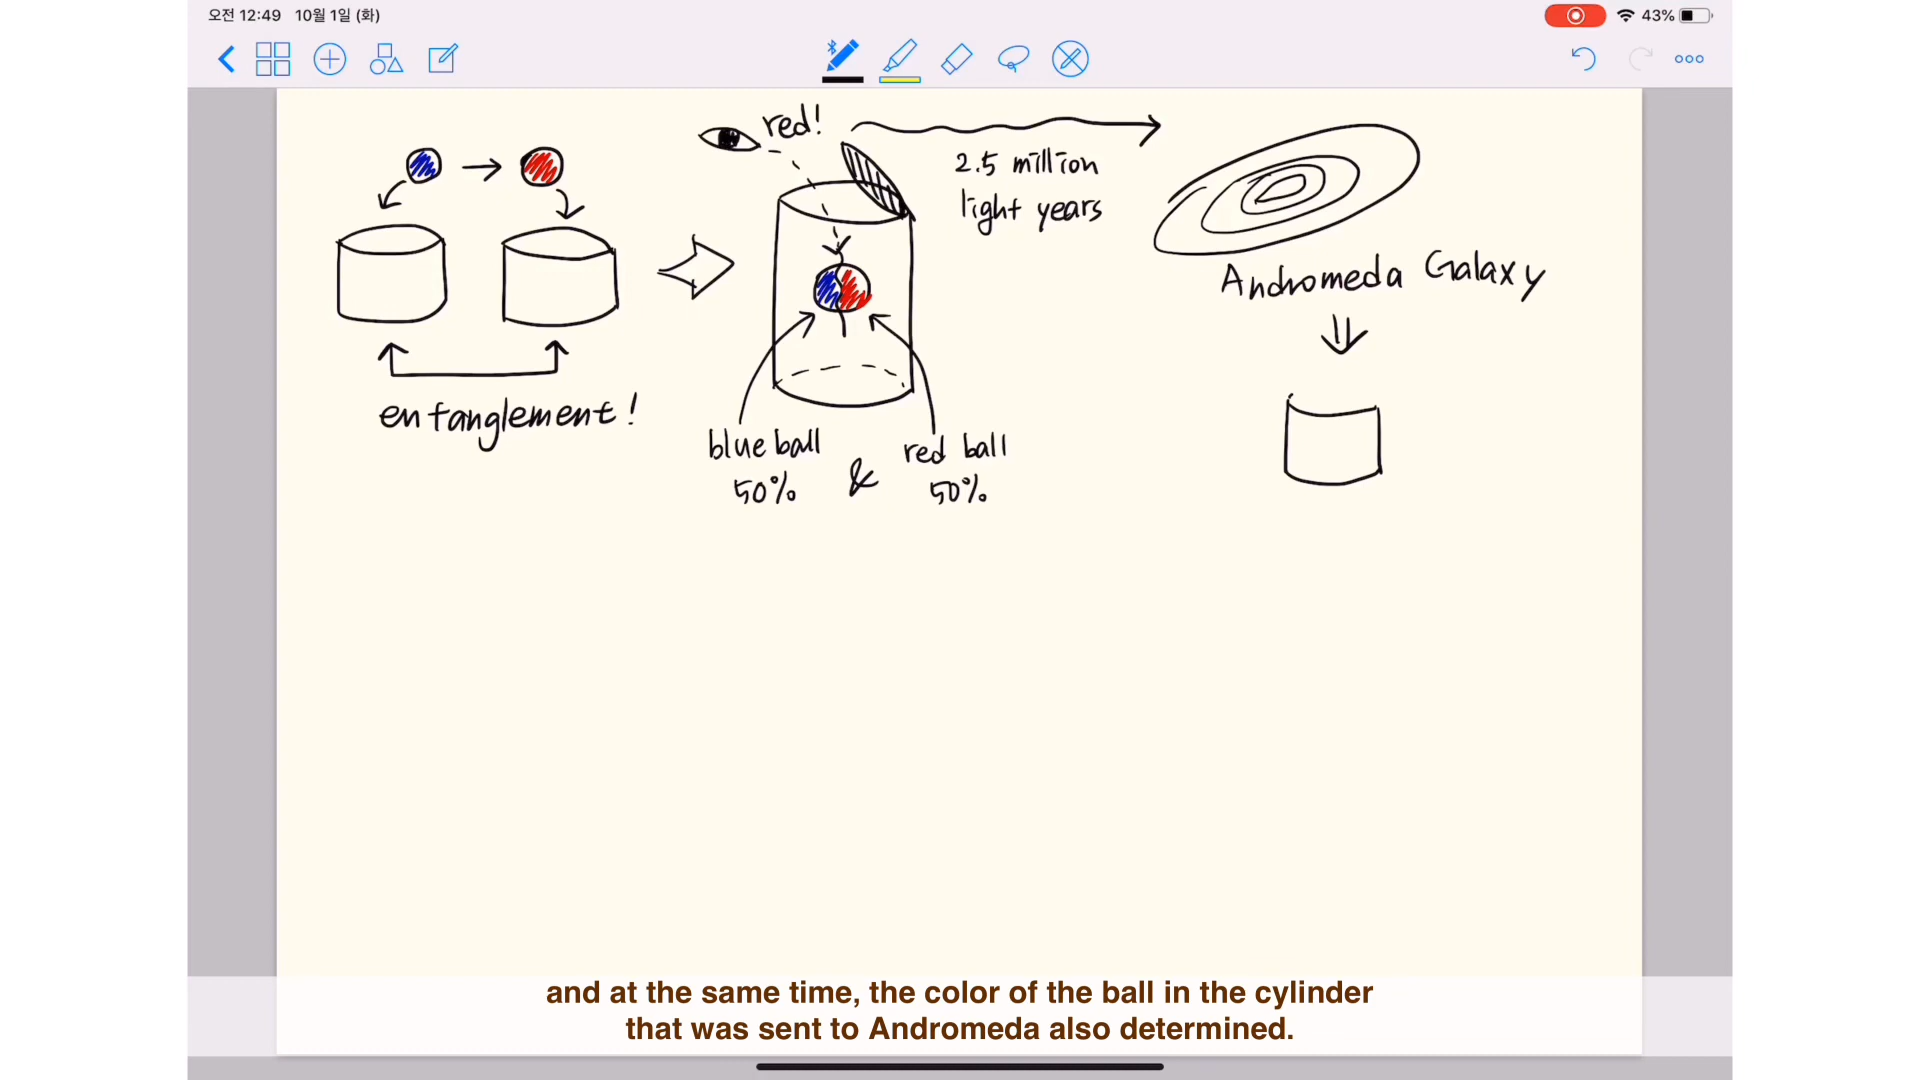 오전 12:49 10월 1일 (화)
43%
red!
2.5 million
light years
Andromeda Galaxy
entanglement!
blue ball
50%
&
red ball
50%
and at the same time, the color of the ball in the cylinder
that was sent to Andromeda also determined.